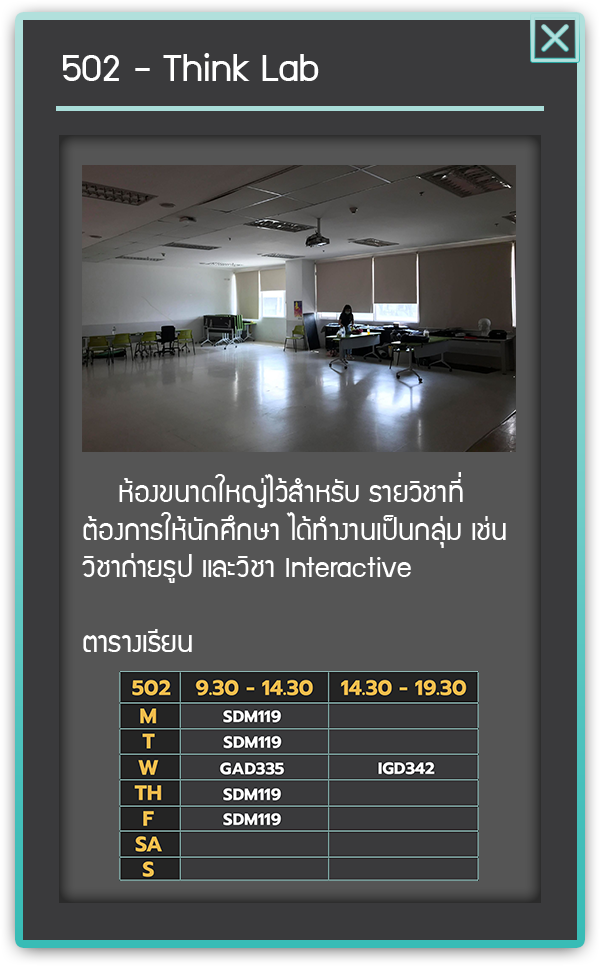 502 - Think Lab
ห้องขนาดใหญ่ไว้สำหรับ รายวิชาที่
ต้องการให้นักศึกษา ได้ทำงานเป็นกลุ่ม เช่น
วิชาถ่ายรูป และวิชา Interactive
ตารางเรียน
502 9.30 - 14.30 14.30 - 19.30
M SDM119
T SDM119
W GAD335 IGD342
TH SDM119
F SDM119
SA
S